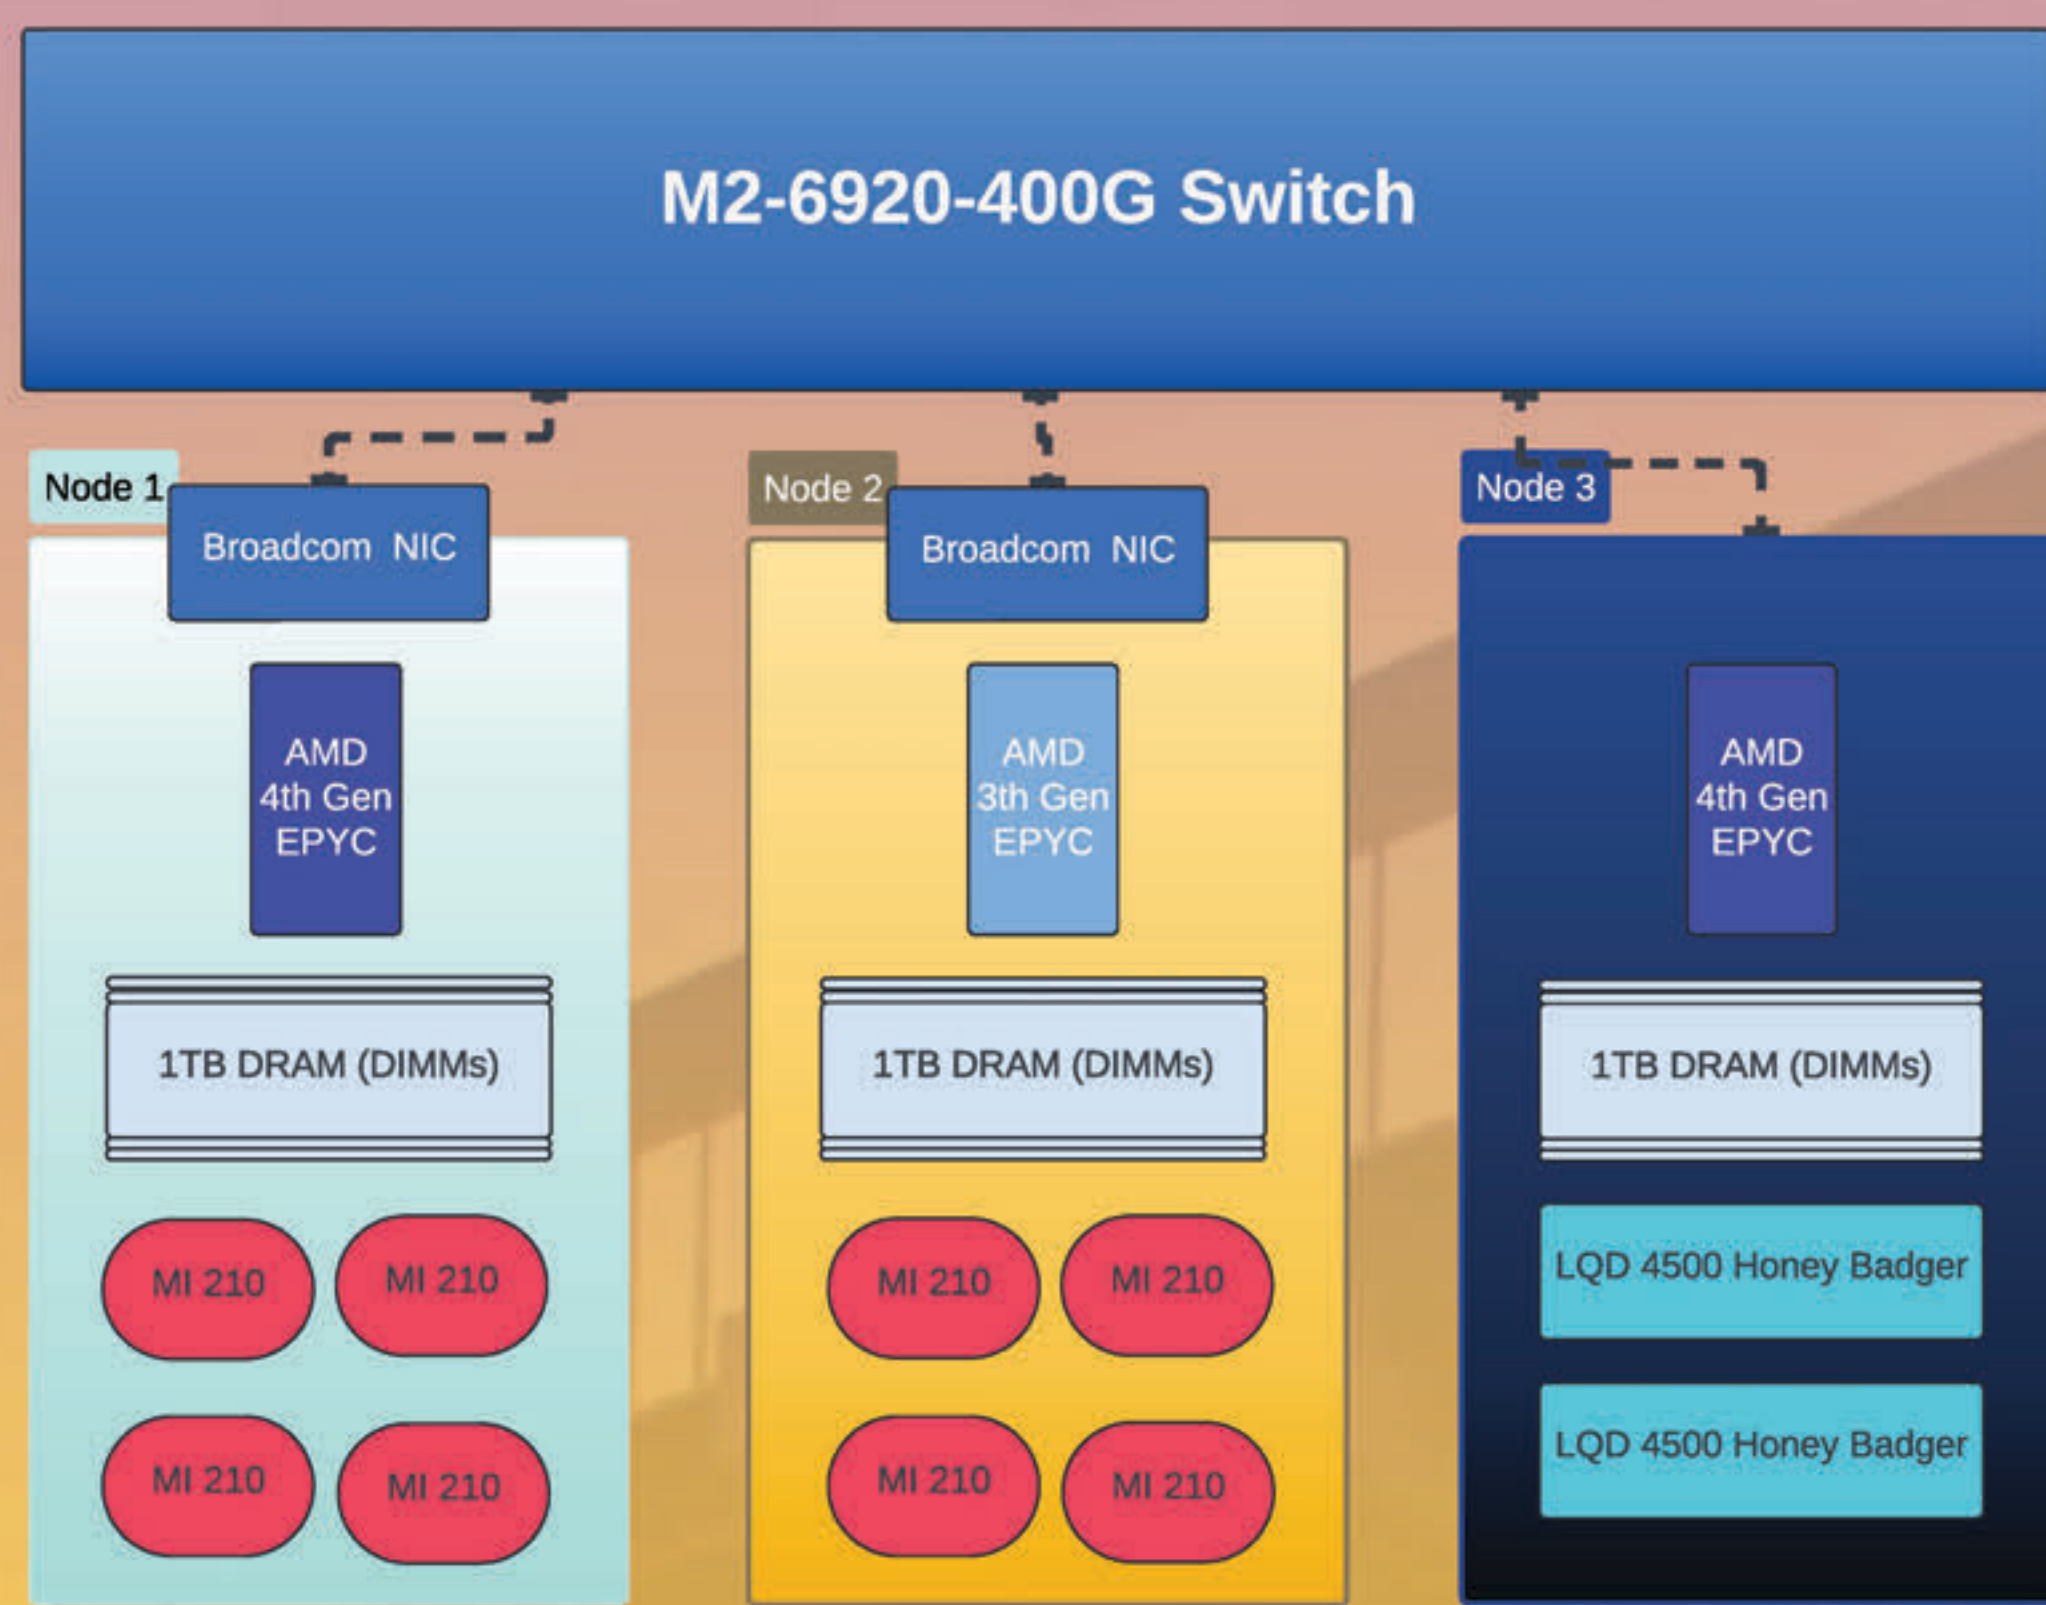 M2-6920-400G Switch
Node 1
Broadcom NIC
AMD
4th Gen
EPYC
1TB DRAM (DIMMs)
MI 210
MI 210
MI 210
MI 210
Node 2
Broadcom NIC
AMD
3th Gen
EPYC
1TB DRAM (DIMMs)
MI 210
MI 210
MI 210
MI 210
Node 3
AMD
4th Gen
EPYC
1TB DRAM (DIMMs)
LQD 4500 Honey Badger
LQD 4500 Honey Badger